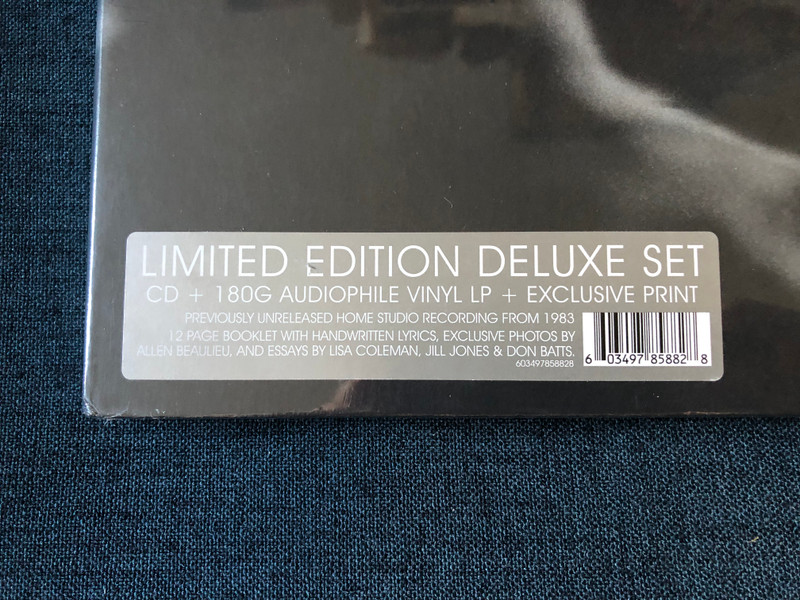 LIMITED EDITION DELUXE SET
CD + 180G AUDIOPHILE VINYL LP + EXCLUSIVE PRINT
PREVIOUSLY UNRELEASED HOME STUDIO RECORDING FROM 1983
12 PAGE BOOKLET WITH HANDWRITTEN LYRICS, EXCLUSIVE PHOTOS BY
ALLEN BEAULIEU, AND ESSAYS BY LISA COLEMAN, JILL JONES & DON BATTS.
603497858828
6 03497 85882 8